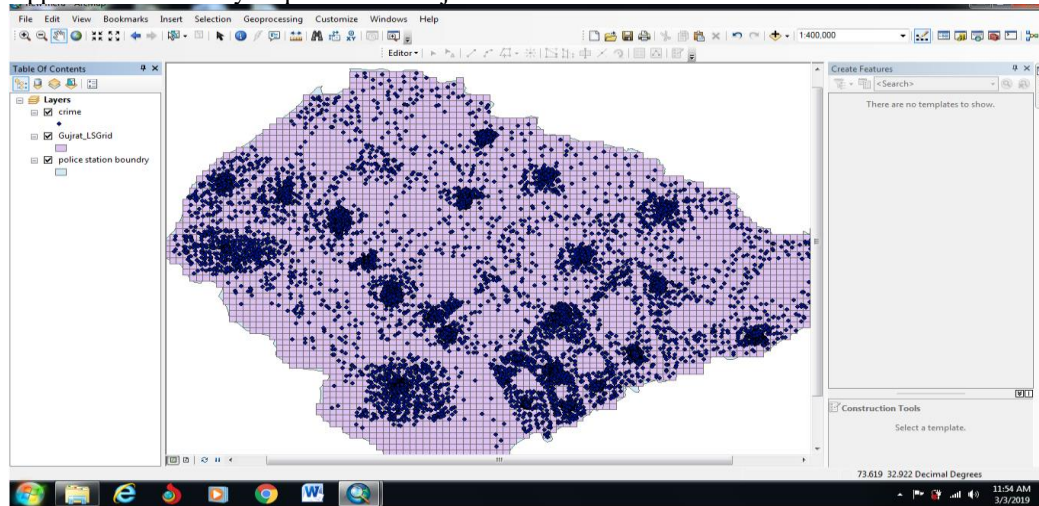 File Edit View Bookmarks Insert Selection Geoprocessing Customize Windows Help
1:400,000
Editor
Table Of Contents
Layers
crime
Gujrat_LSGrid
police station boundry
Create Features
<Search>
There are no templates to show.
Construction Tools
Select a template.
73.619 32.922 Decimal Degrees
11:54 AM
3/3/2019